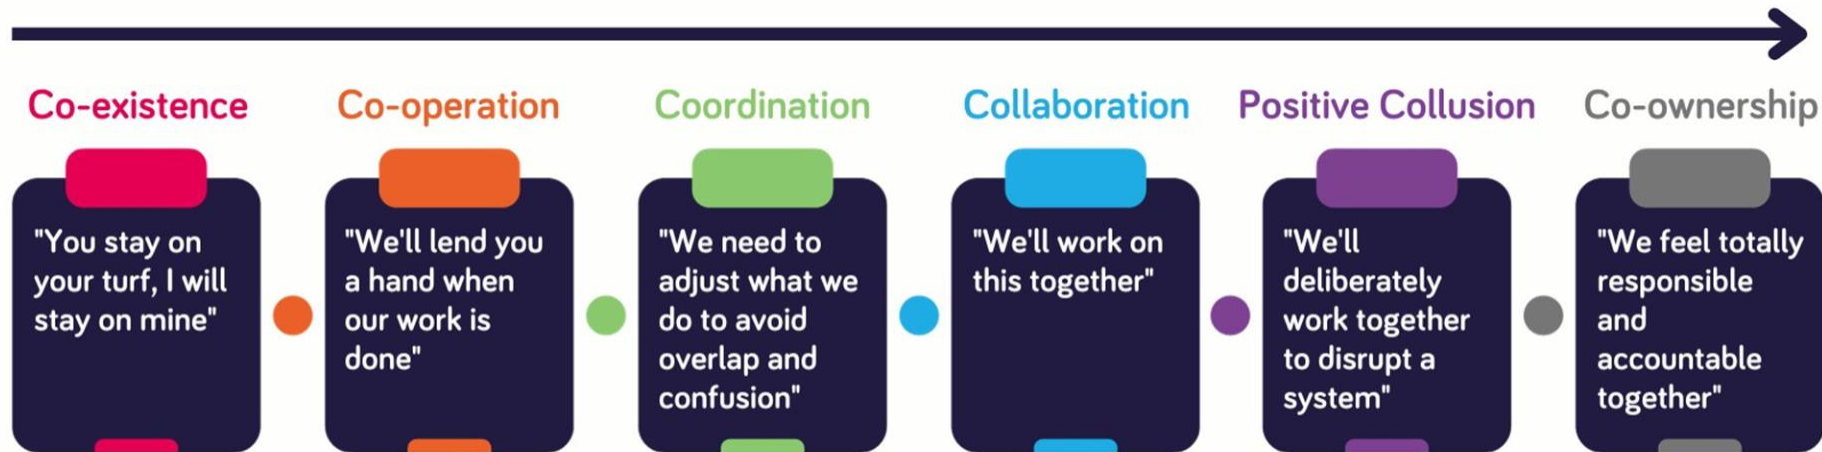 Co-existence
Co-operation
Coordination
Collaboration
Positive Collusion
Co-ownership
"You stay on
your turf, I will
stay on mine"
"We'll lend you
a hand when
our work is
done"
"We need to
adjust what we
do to avoid
overlap and
confusion"
"We'll work on
this together"
"We'll
deliberately
work together
to disrupt a
system"
"We feel totally
responsible
and
accountable
together"